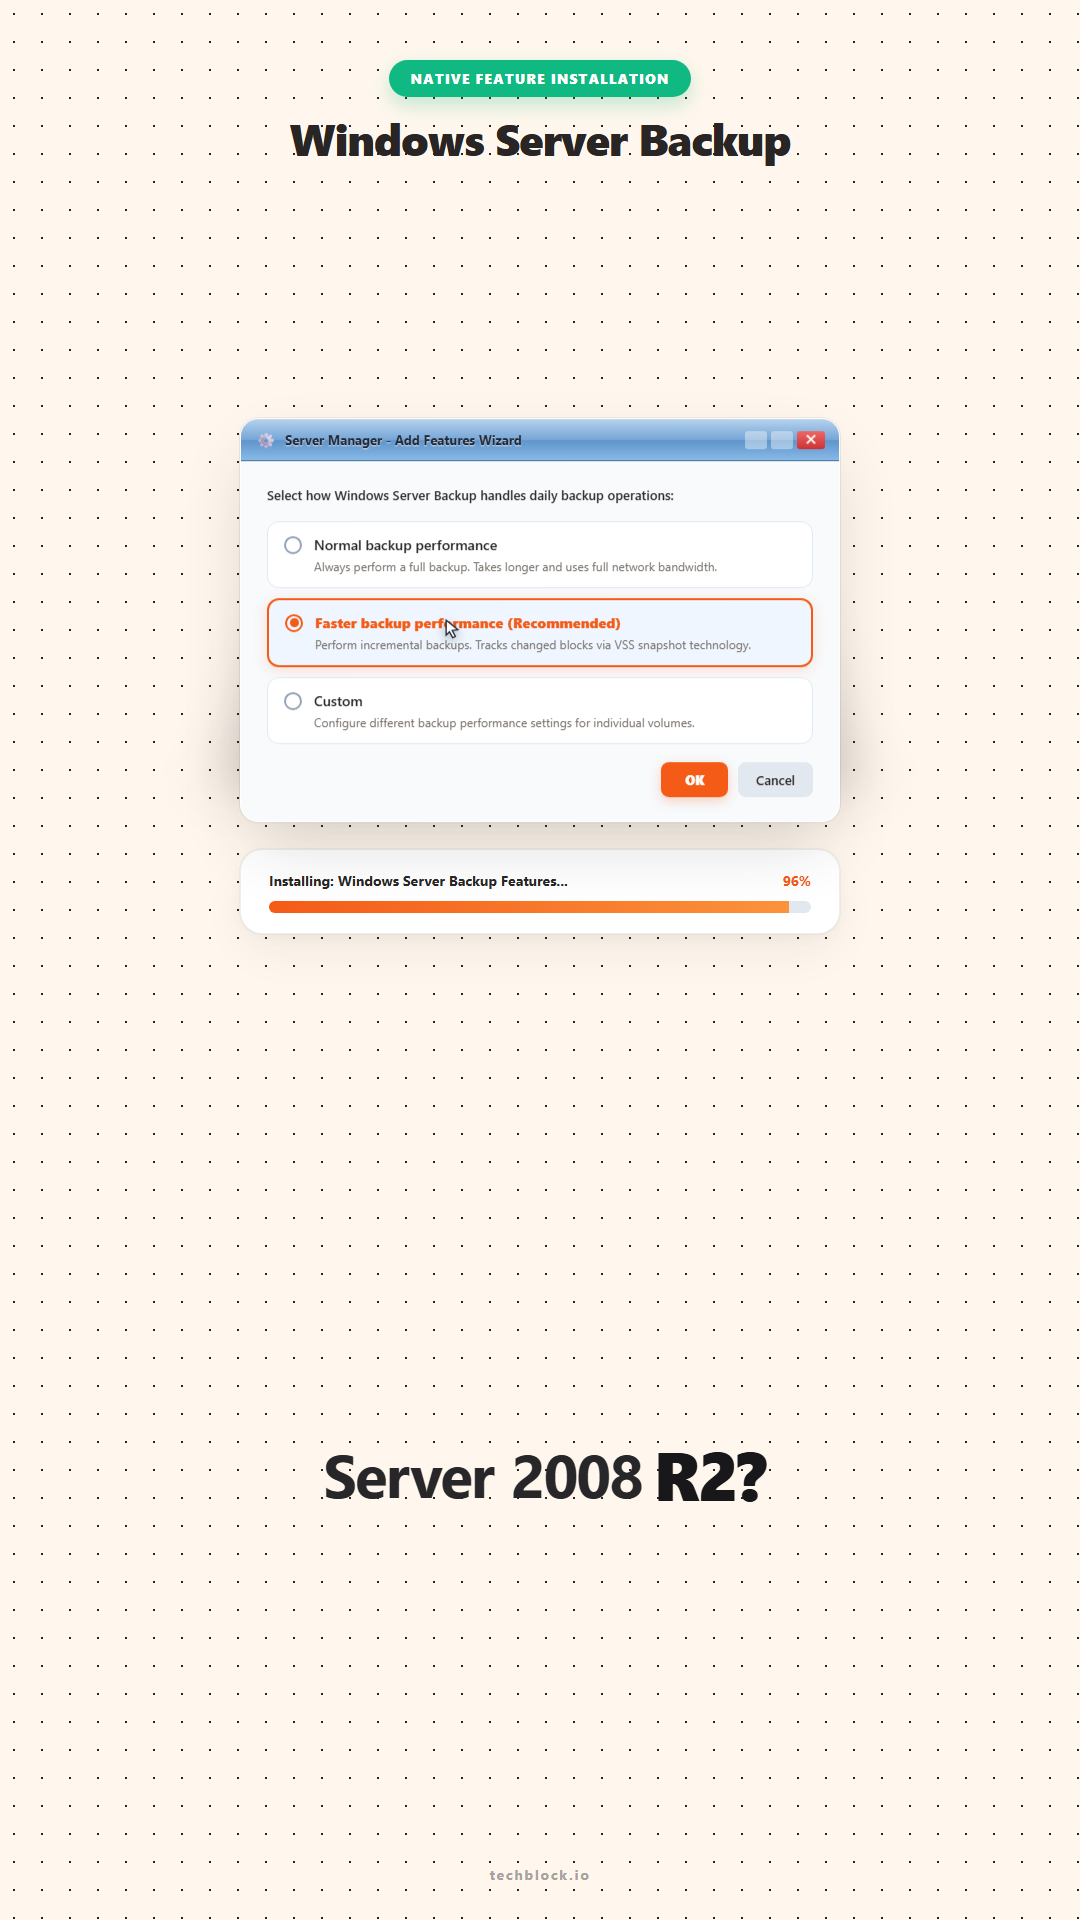 NATIVE FEATURE INSTALLATION
Windows Server Backup
Server Manager - Add Features Wizard
Select how Windows Server Backup handles daily backup operations:
Normal backup performance
Always perform a full backup. Takes longer and uses full network bandwidth.
Faster backup performance (Recommended)
Perform incremental backups. Tracks changed blocks via VSS snapshot technology.
Custom
Configure different backup performance settings for individual volumes.
OK
Cancel
Installing: Windows Server Backup Features...
96%
Server 2008 R2?
techblock.io